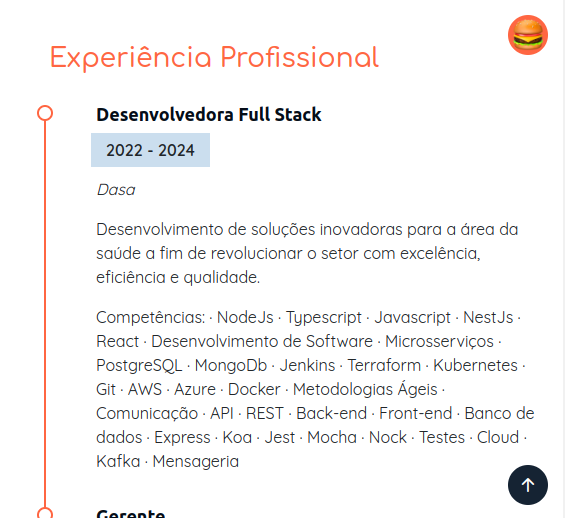 Experiência Profissional
Desenvolvedora Full Stack
2022 - 2024
Dasa
Desenvolvimento de soluções inovadoras para a área da
saúde a fim de revolucionar o setor com excelência,
eficiência e qualidade.
Competências: · NodeJs · Typescript · Javascript · NestJs ·
React · Desenvolvimento de Software · Microsserviços ·
PostgreSQL · MongoDb · Jenkins · Terraform · Kubernetes ·
Git · AWS · Azure · Docker · Metodologias Ágeis ·
Comunicação · API · REST · Back-end · Front-end · Banco de
dados · Express · Koa · Jest · Mocha · Nock · Testes · Cloud ·
Kafka · Mensageria
Gerente